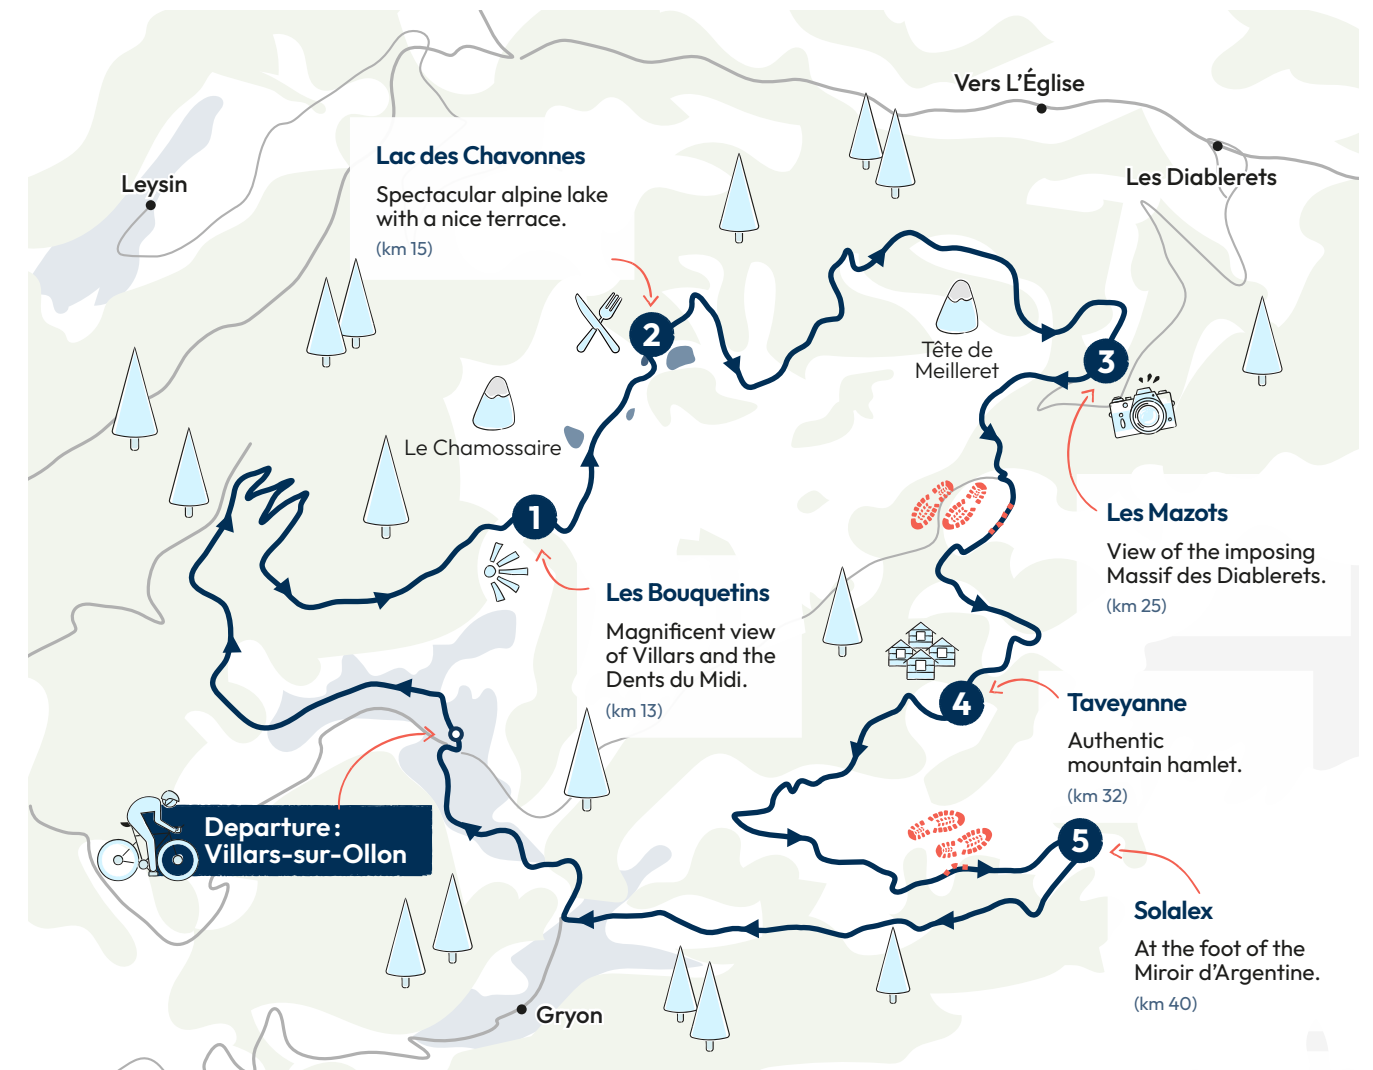 Vers L’Église
Lac des Chavonnes
Leysin
Les Diablerets
Spectacular alpine lake
with a nice terrace.
(km 15)
2
Tête de
Meilleret
3
Le Chamossaire
1
Les Mazots
View of the imposing
Massif des Diablerets.
(km 25)
Les Bouquetins
Magnificent view
of Villars and the
Dents du Midi.
(km 13)
4
Taveyanne
Authentic
mountain hamlet.
(km 32)
Departure :
Villars-sur-Ollon
5
Solalex
At the foot of the
Miroir d’Argentine.
(km 40)
Gryon